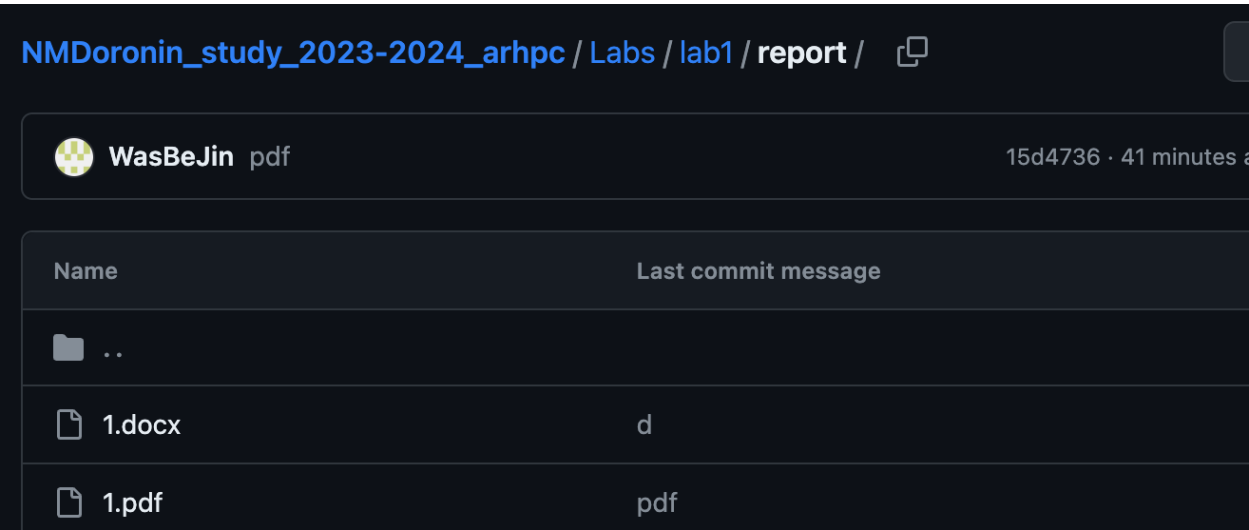 NMDoronin_study_2023-2024_arhpc / Labs / lab1 / report /
WasBeJin pdf 15d4736 · 41 minutes
Name Last commit message
..
1.docx d
1.pdf pdf